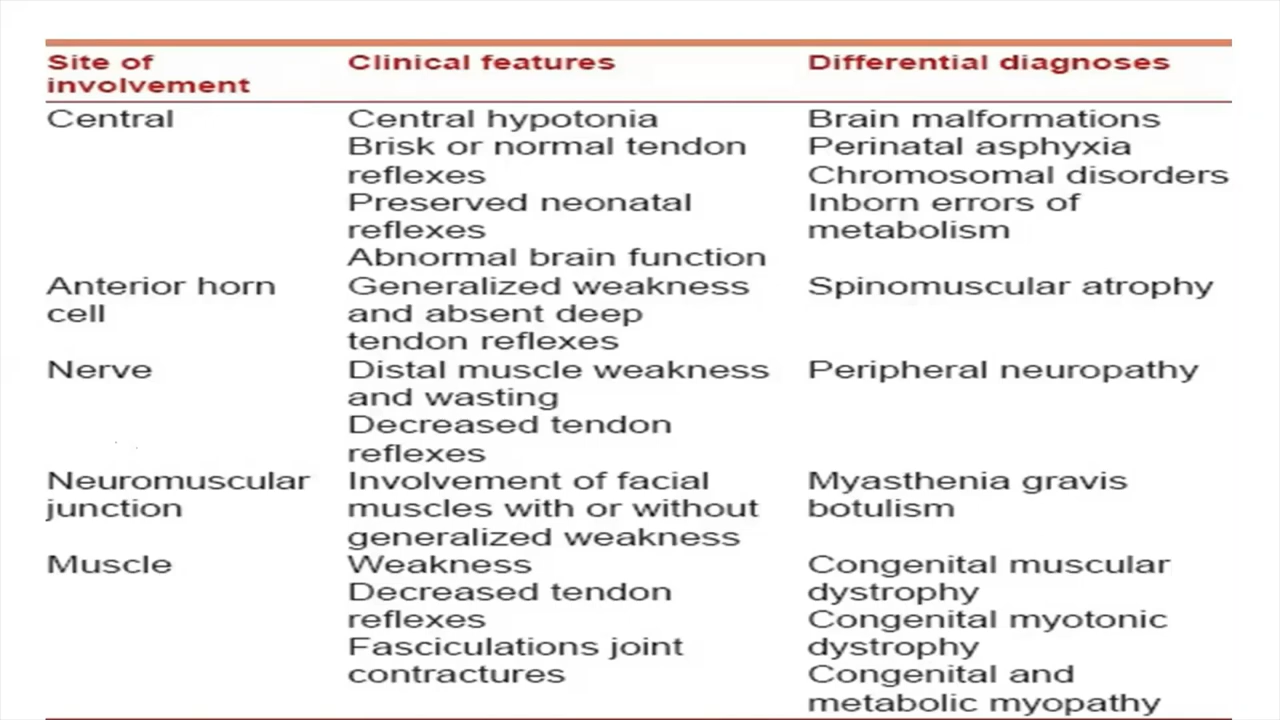 Site of involvement
Clinical features
Differential diagnoses
Central
Central hypotonia
Brisk or normal tendon
reflexes
Preserved neonatal
reflexes
Abnormal brain function
Brain malformations
Perinatal asphyxia
Chromosomal disorders
Inborn errors of
metabolism
Anterior horn
cell
Generalized weakness
and absent deep
tendon reflexes
Spinomuscular atrophy
Nerve
Distal muscle weakness
and wasting
Decreased tendon
reflexes
Peripheral neuropathy
Neuromuscular
junction
Involvement of facial
muscles with or without
generalized weakness
Myasthenia gravis
botulism
Muscle
Weakness
Decreased tendon
reflexes
Fasciculations joint
contractures
Congenital muscular
dystrophy
Congenital myotonic
dystrophy
Congenital and
metabolic myopathy